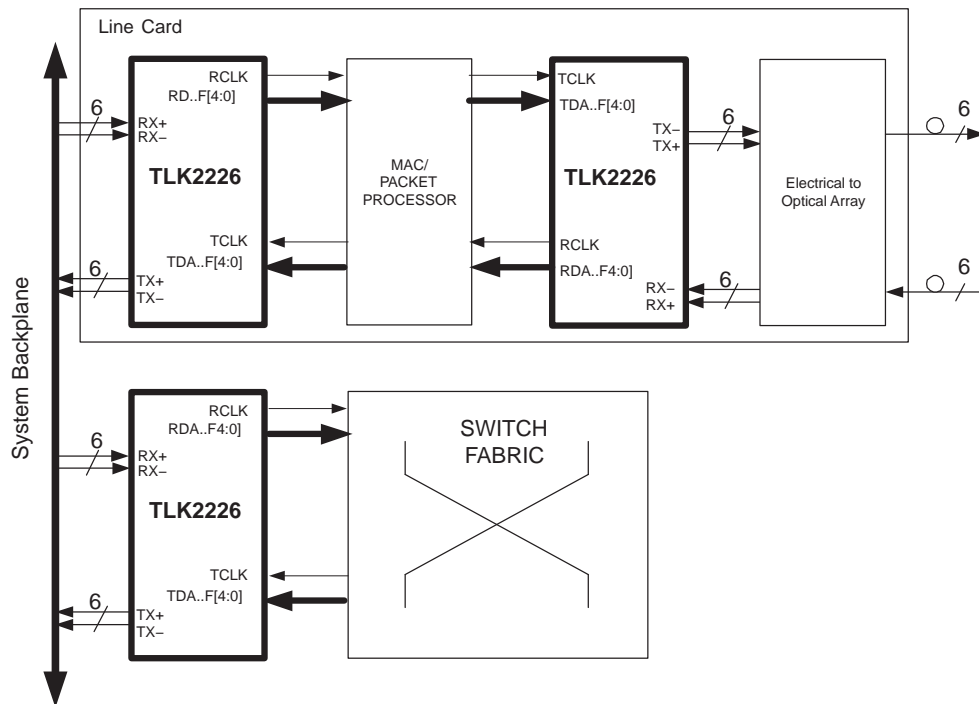 Line Card
RCLK
RD..F[4:0]
6
RX+
RX−
TLK2226
TCLK
TDA..F[4:0]
6
TX+
TX−
MAC/
PACKET
PROCESSOR
TCLK
TDA..F[4:0]
TX−
TX+
6
TLK2226
RCLK
RDA..F4:0]
RX−
RX+
6
Electrical to
Optical Array
6
6
System Backplane
RCLK
RDA..F4:0]
6
RX+
RX−
TLK2226
TCLK
TDA..F[4:0]
6
TX+
TX−
SWITCH
FABRIC